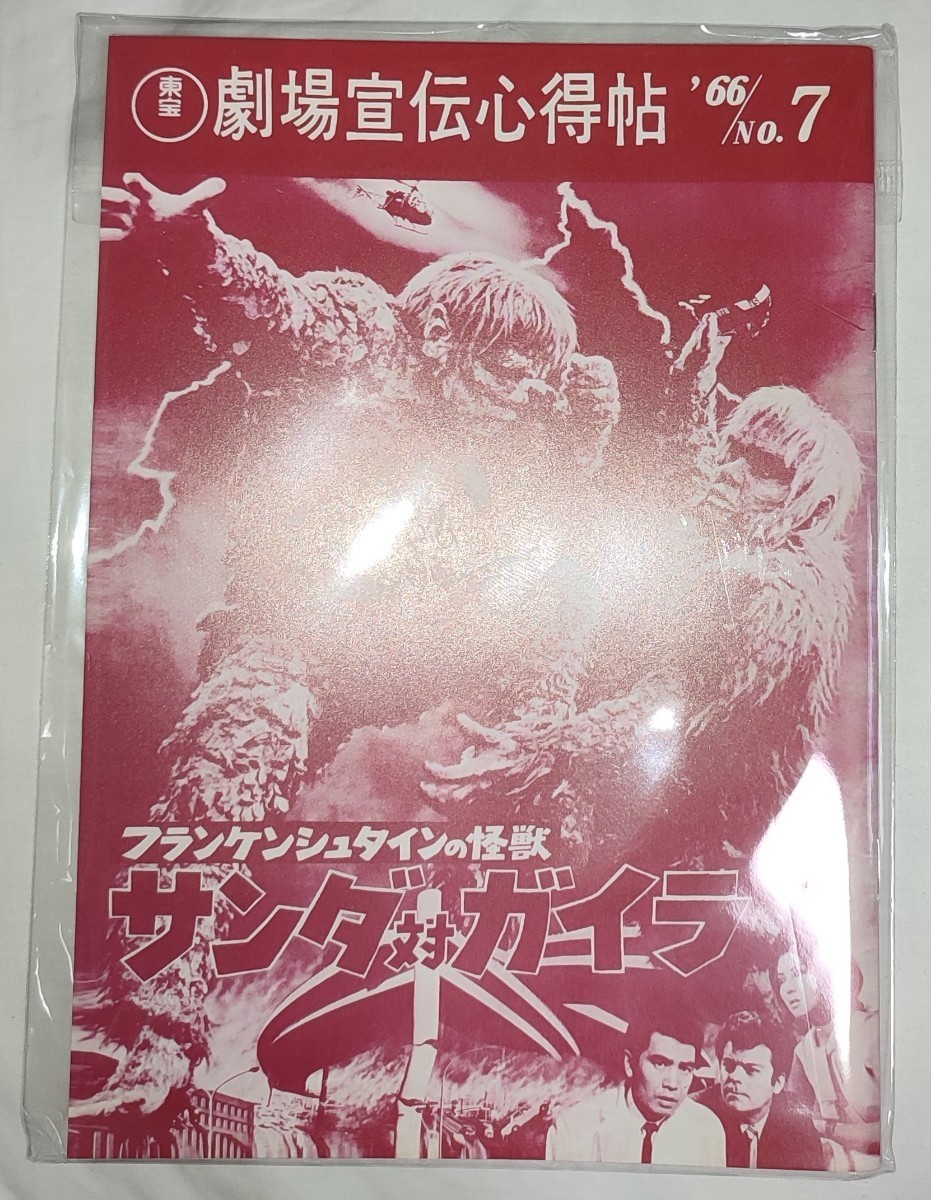 東宝 劇場宣伝心得帖 '66/No. 7
フランケンシュタインの怪獣
サンダ対ガイラ